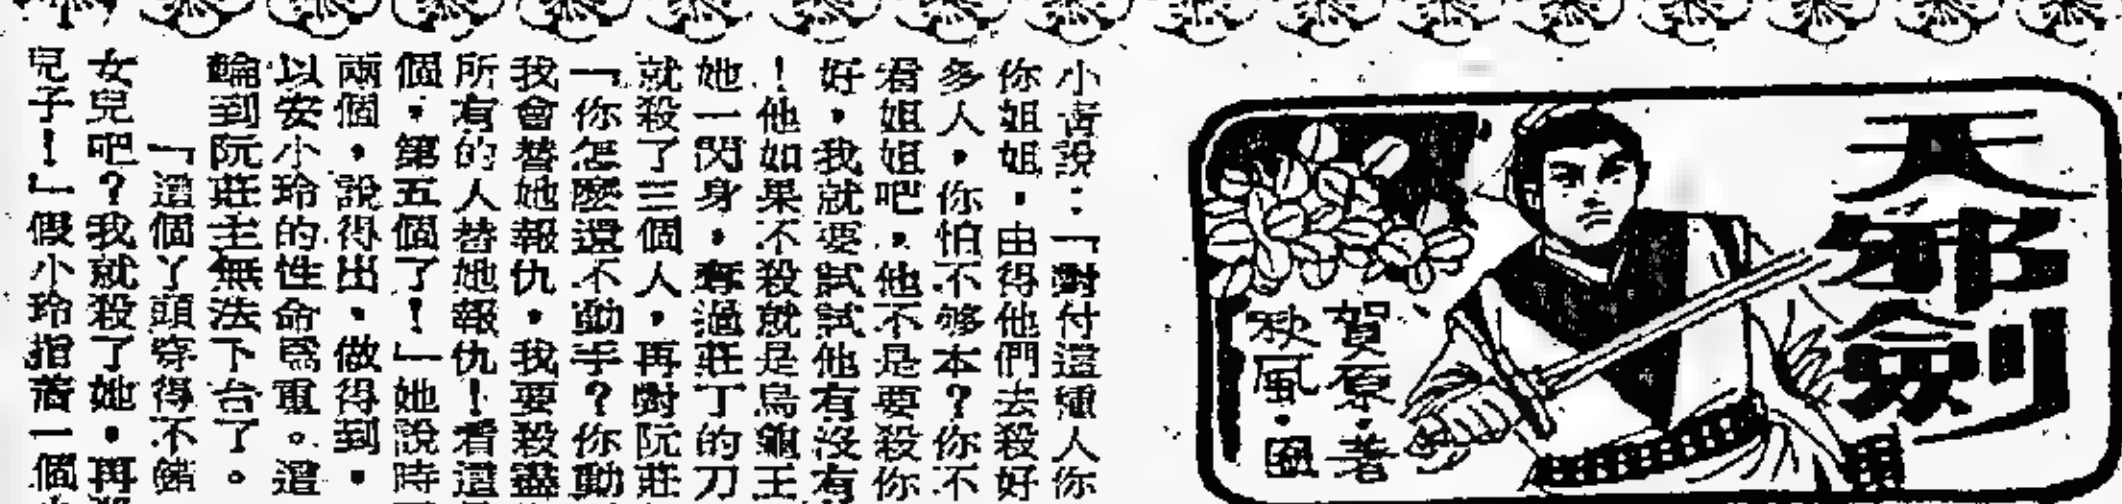 天邪劍
賀原·著
秋風·圖
小青說：「對付這種人你
你姐姐，由得他們去殺好
多人，你怕不够本？你不
君姐姐吧，他不是要殺你
好，我就要試試他有沒有
！他如果不殺就是烏龜王
她一閃身，奪過莊丁的刀
就殺了三個人，再對阮莊
「你怎麼還不動手？你動
我會替她報仇，我要殺盡
所有的人替她報仇！看這
個，第五個了！」她說時
兩個，說得出，做得到，
以安小玲的性命爲重。這
輪到阮莊主無法下台了。
「這個丫頭穿得不錯
女兒吧？我就殺了她，再
兒子！」假小玲指着一個